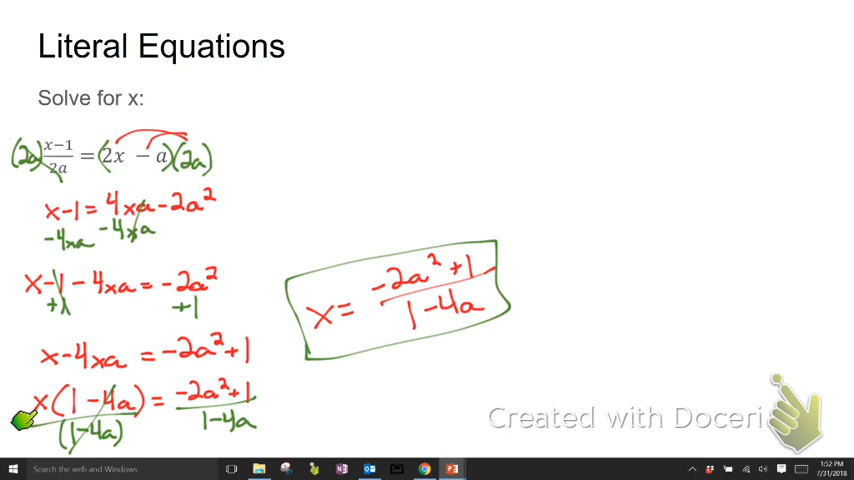 Literal Equations
Solve for x:
(2a) x−1/2a = (2x − a)(2a)
x-1 = 4xa - 2a²
-4xa -4xa
x-1 - 4xa = -2a²
+1 +1
x-4xa = -2a²+1
x(1-4a) = -2a²+1
(1-4a) 1-4a
x = -2a²+1
1-4a
Created with Doceri
Search the web and Windows
1:52 PM
7/31/2018